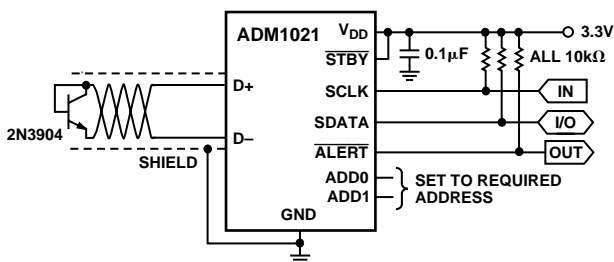 ADM1021
VDD
3.3V
STBY
0.1μF
ALL 10kΩ
D+
SCLK
IN
2N3904
SDATA
I/O
D–
SHIELD
ALERT
OUT
ADD0
SET TO REQUIRED
ADD1
ADDRESS
GND